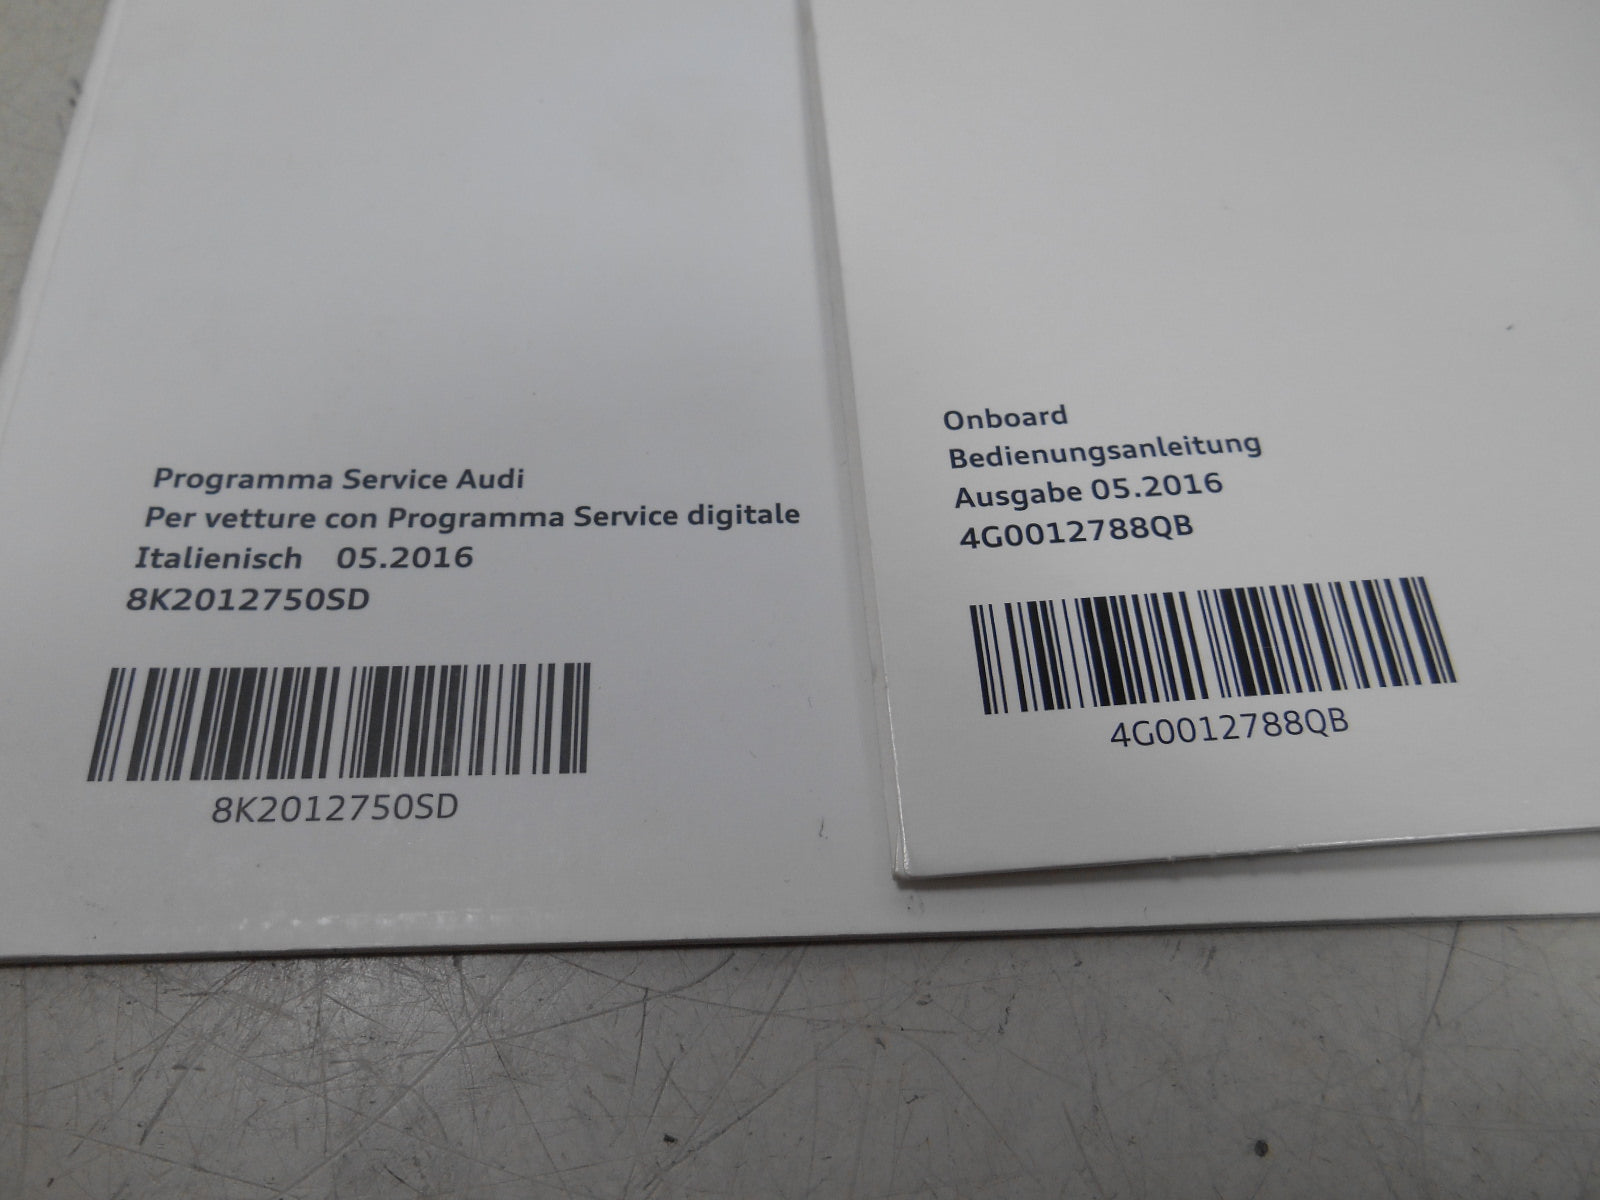 Programma Service Audi
Per vetture con Programma Service digitale
Italienisch 05.2016
8K2012750SD
8K2012750SD
Onboard
Bedienungsanleitung
Ausgabe 05.2016
4G0012788QB
4G0012788QB